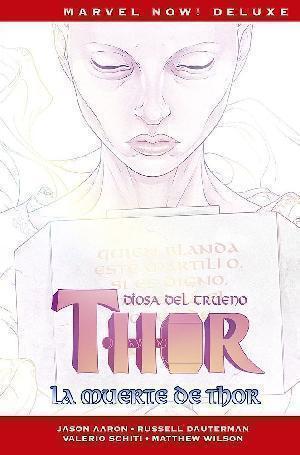 MARVEL NOW! DELUXE
QUIEN BLANDA
ESTE MARTILLO,
SI ES DIGNO,
DIOSA DEL TRUENO
THOR
LA MUERTE DE THOR
JASON AARON • RUSSELL DAUTERMAN
VALERIO SCHITI • MATTHEW WILSON